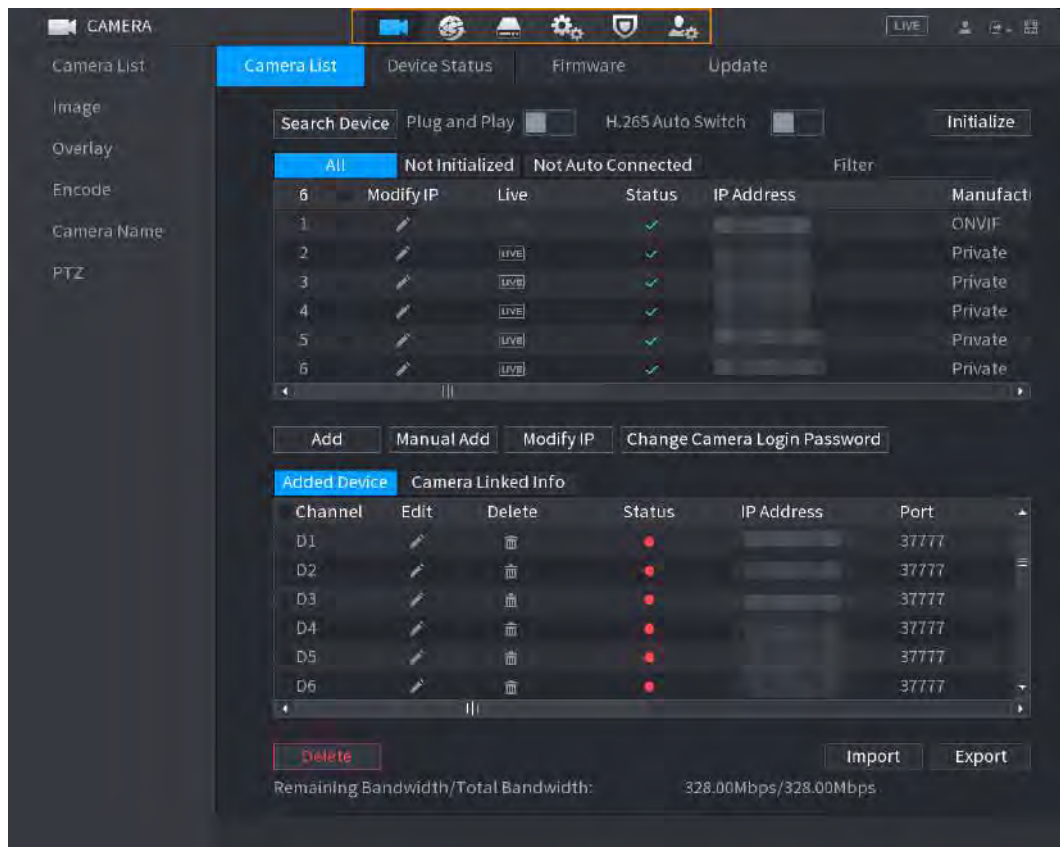 CAMERA LIVE
Camera List
Image
Overlay
Encode
Camera Name
PTZ
Camera List Device Status Firmware Update
Search Device Plug and Play H.265 Auto Switch Initialize
All Not Initialized Not Auto Connected Filter
6 Modify IP Live Status IP Address Manufact
1 ONVIF
2 LIVE Private
3 LIVE Private
4 LIVE Private
5 LIVE Private
6 LIVE Private
Add Manual Add Modify IP Change Camera Login Password
Added Device Camera Linked Info
Channel Edit Delete Status IP Address Port
D1 37777
D2 37777
D3 37777
D4 37777
D5 37777
D6 37777
Delete Import Export
Remaining Bandwidth/Total Bandwidth: 328.00Mbps/328.00Mbps